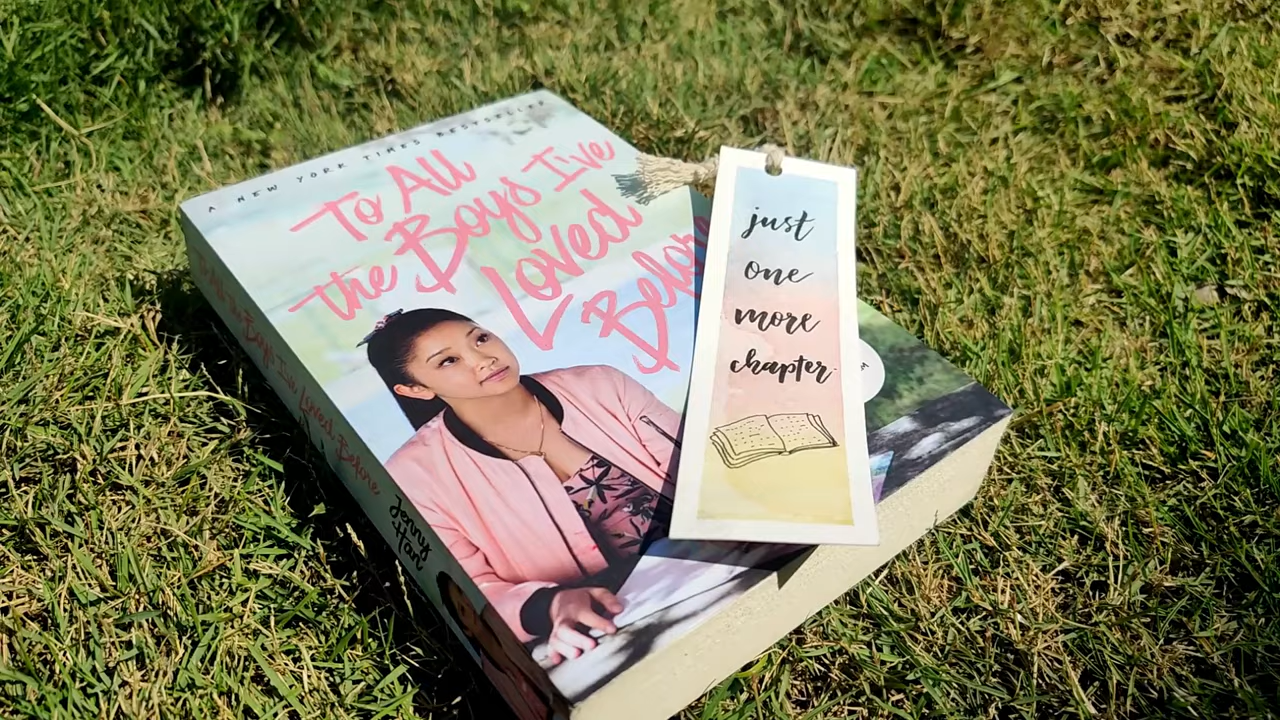 A NEW YORK TIMES BESTSELLER
To All
the Boys I've
Loved
Before
just
one
more
chapter
To All the Boys I've Loved Before
Jenny
Han